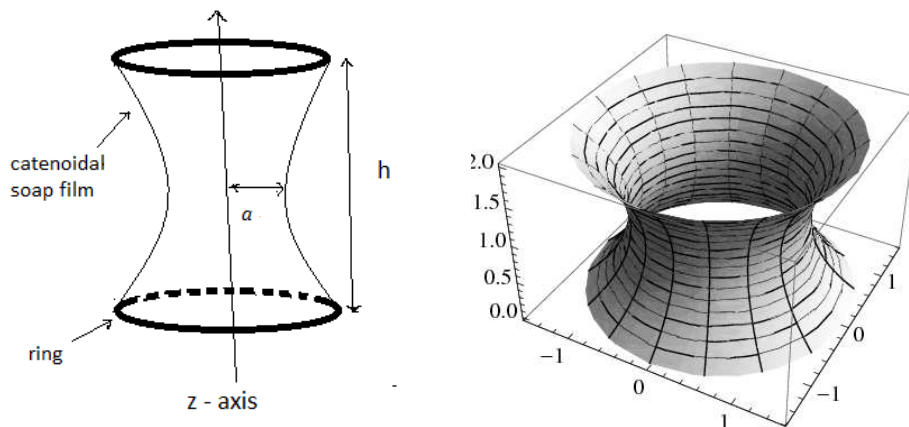 catenoidal
soap film
a
h
ring
z - axis
2.0
1.5
1.0
0.5
0.0
-1
0
1
-1
0
1